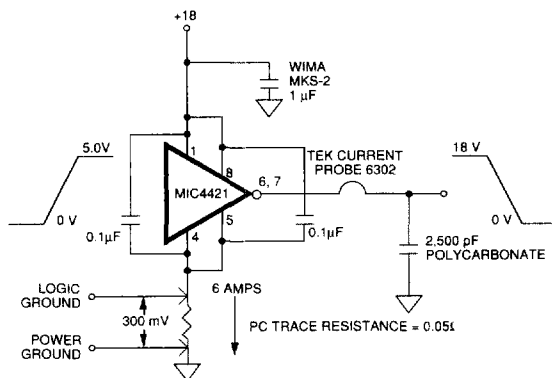 +18
WIMA
MKS-2
1 µF
5.0V
0 V
1
8
MIC4421
6, 7
5
4
0.1µF
0.1µF
TEK CURRENT
PROBE 6302
18 V
0 V
2,500 pF
POLYCARBONATE
LOGIC
GROUND
300 mV
6 AMPS
POWER
GROUND
PC TRACE RESISTANCE = 0.05Ω